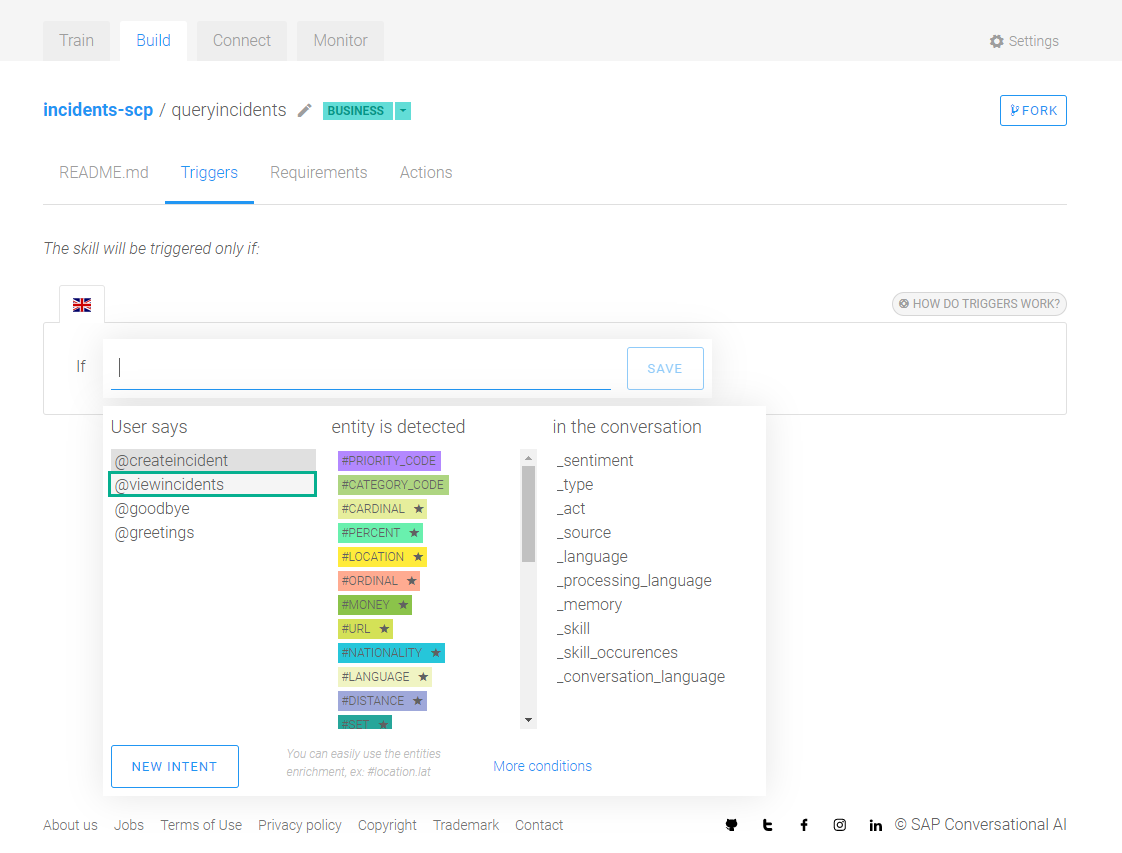 Train Build Connect Monitor Settings
incidents-scp / queryincidents BUSINESS FORK
README.md Triggers Requirements Actions
The skill will be triggered only if:
HOW DO TRIGGERS WORK?
If SAVE
User says entity is detected in the conversation
@createincident #PRIORITY_CODE _sentiment
@viewincidents #CATEGORY_CODE _type
@goodbye #CARDINAL ★ _act
@greetings #PERCENT ★ _source
#LOCATION ★ _language
#ORDINAL ★ _processing_language
#MONEY ★ _memory
#URL ★ _skill
#NATIONALITY ★ _skill_occurences
#LANGUAGE ★ _conversation_language
#DISTANCE ★
#SET ★
You can easily use the entities
enrichment, ex: #location.lat
NEW INTENT More conditions
About us Jobs Terms of Use Privacy policy Copyright Trademark Contact © SAP Conversational AI